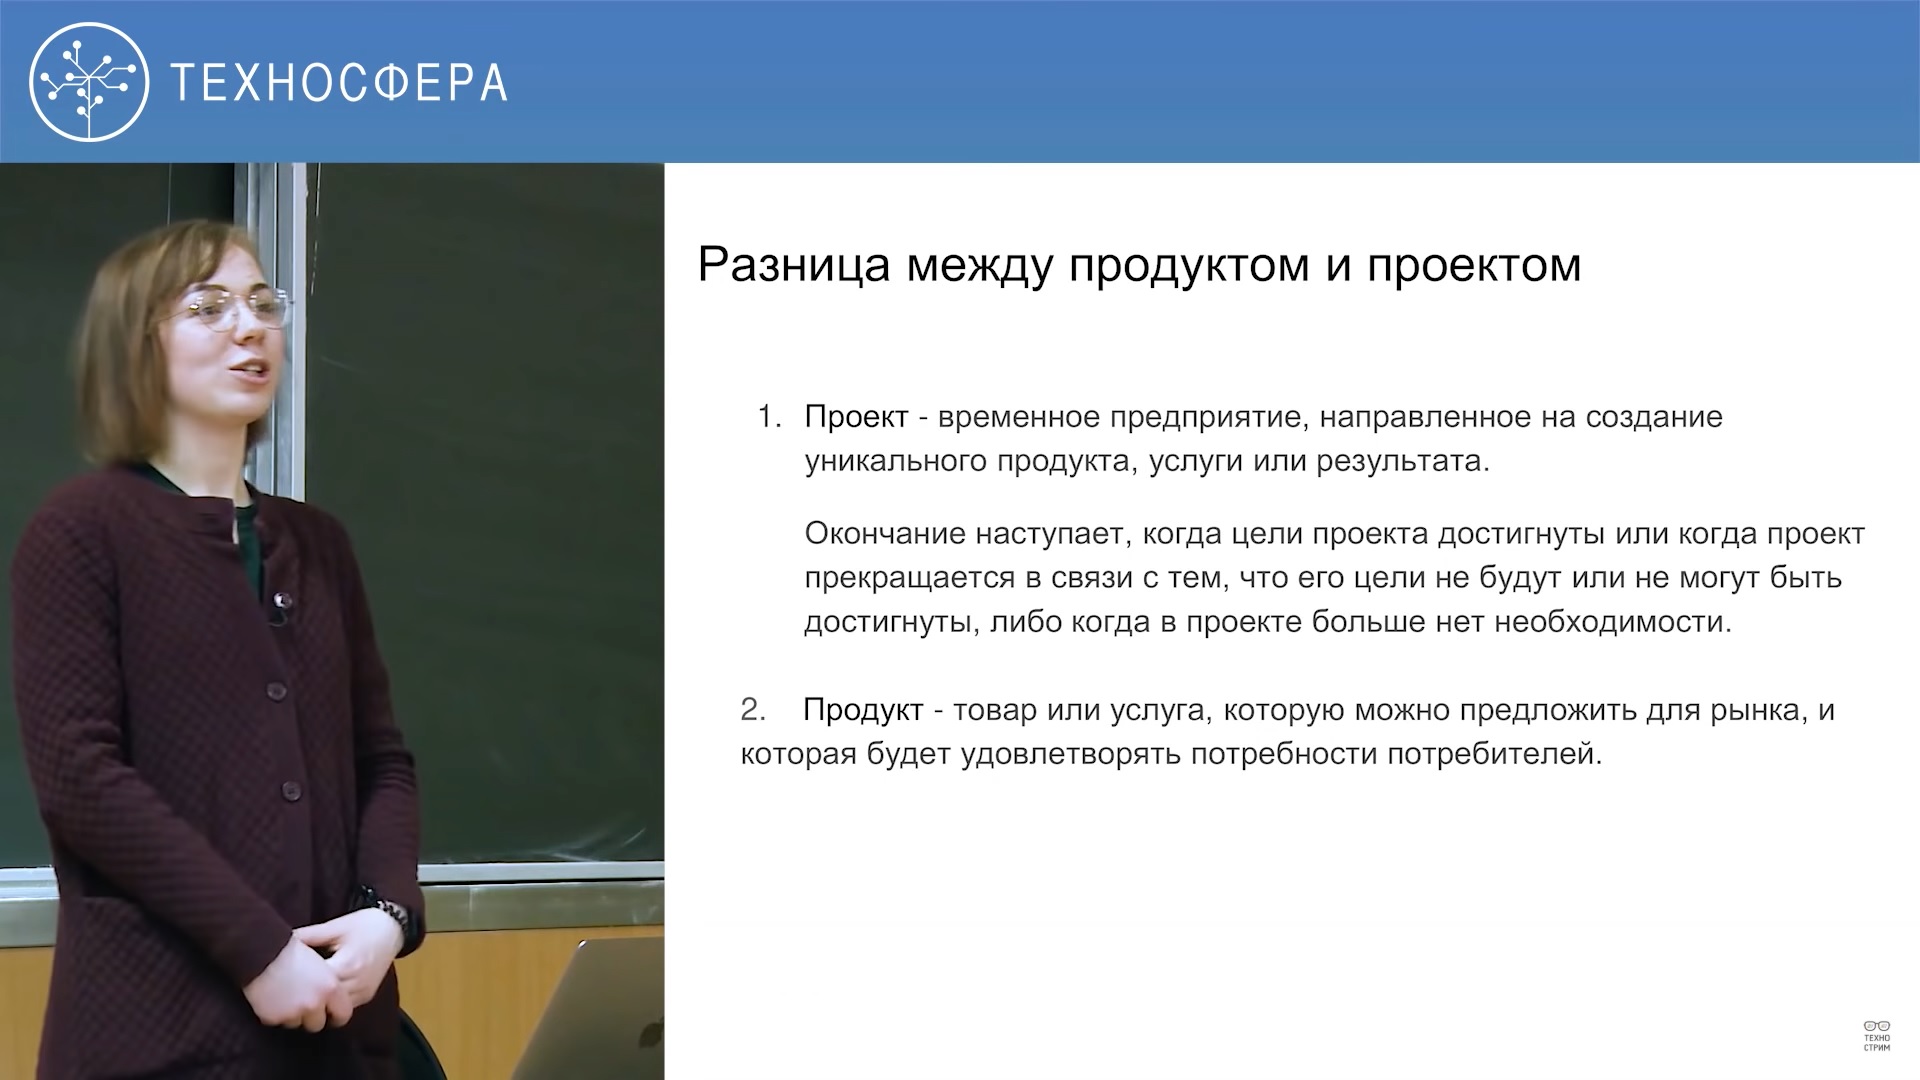 ТЕХНОСФЕРА
Разница между продуктом и проектом
1. Проект - временное предприятие, направленное на создание
уникального продукта, услуги или результата.
Окончание наступает, когда цели проекта достигнуты или когда проект
прекращается в связи с тем, что его цели не будут или не могут быть
достигнуты, либо когда в проекте больше нет необходимости.
2. Продукт - товар или услуга, которую можно предложить для рынка, и
которая будет удовлетворять потребности потребителей.
ТЕХНО
СТРИМ